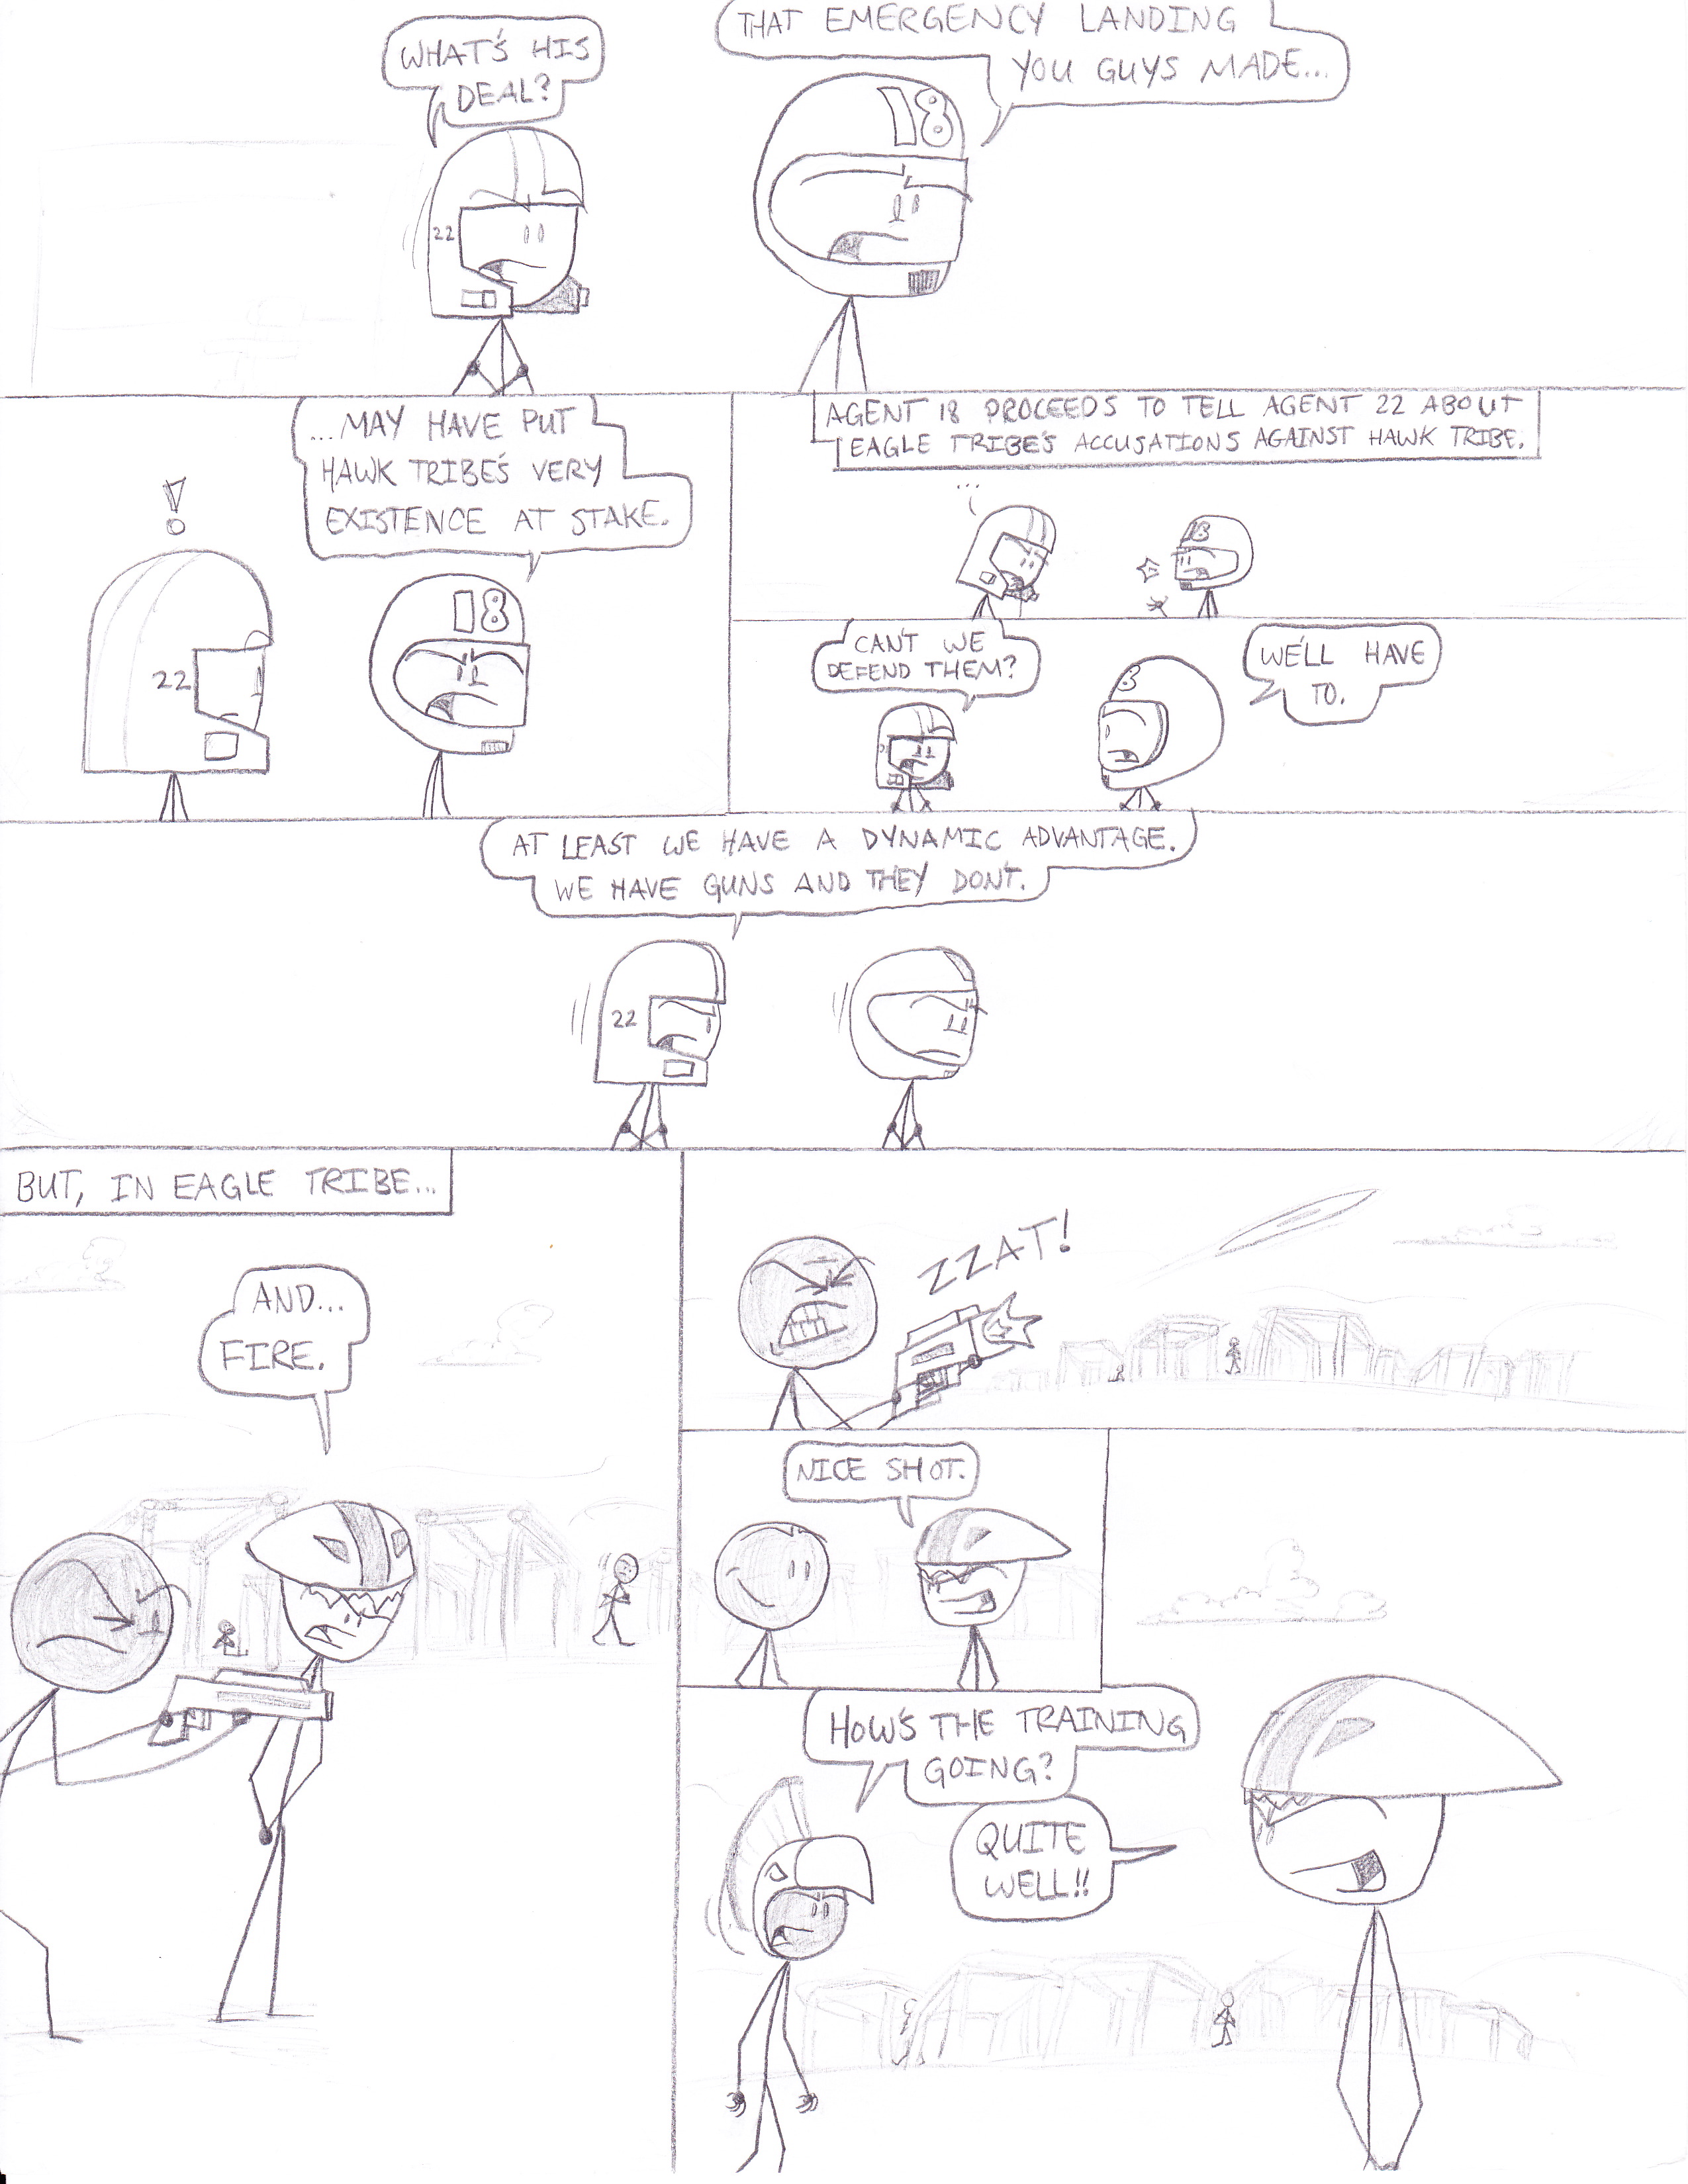 WHAT'S HIS
DEAL?
THAT EMERGENCY LANDING
YOU GUYS MADE...
18
22
...MAY HAVE PUT
HAWK TRIBE'S VERY
EXISTENCE AT STAKE.
!
22
18
AGENT 18 PROCEEDS TO TELL AGENT 22 ABOUT
EAGLE TRIBE'S ACCUSATIONS AGAINST HAWK TRIBE.
...
18
CAN'T WE
DEFEND THEM?
WE'LL HAVE
TO.
AT LEAST WE HAVE A DYNAMIC ADVANTAGE.
WE HAVE GUNS AND THEY DON'T.
22
BUT, IN EAGLE TRIBE...
AND...
FIRE.
ZZAT!
NICE SHOT.
HOW'S THE TRAINING
GOING?
QUITE
WELL!!